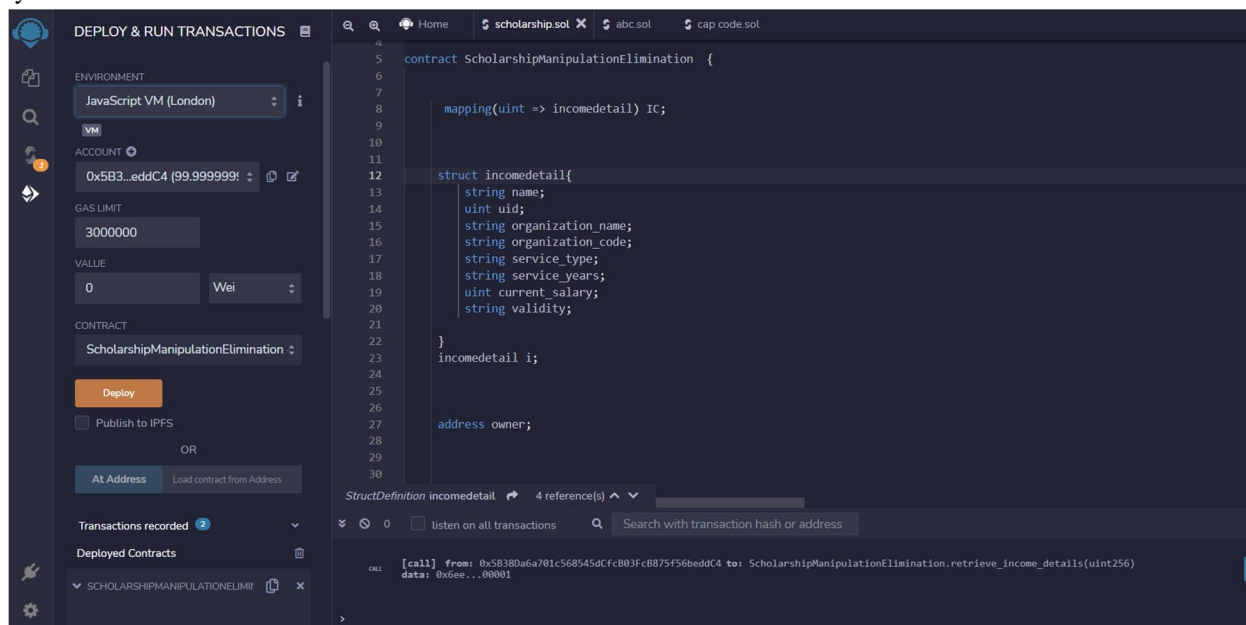 DEPLOY & RUN TRANSACTIONS
ENVIRONMENT
JavaScript VM (London)
i
VM
ACCOUNT
0x5B3...eddC4 (99.9999999
GAS LIMIT
3000000
VALUE
0 Wei
CONTRACT
ScholarshipManipulationElimination
Deploy
Publish to IPFS
OR
At Address Load contract from Address
Transactions recorded 2
Deployed Contracts
SCHOLARSHIPMANIPULATIONELIMI
1
Home scholarship.sol abc.sol cap code.sol
4
5 contract ScholarshipManipulationElimination {
6
7
8 mapping(uint => incomedetail) IC;
9
10
11
12 struct incomedetail{
13 string name;
14 uint uid;
15 string organization_name;
16 string organization_code;
17 string service_type;
18 string service_years;
19 uint current_salary;
20 string validity;
21
22 }
23 incomedetail i;
24
25
26
27 address owner;
28
29
30
StructDefinition incomedetail 4 reference(s)
0 listen on all transactions Search with transaction hash or address
CALL [call] from: 0x5B38Da6a701c568545dCfcB03FcB875f56beddC4 to: ScholarshipManipulationElimination.retrieve_income_details(uint256)
data: 0x6ee...00001
>